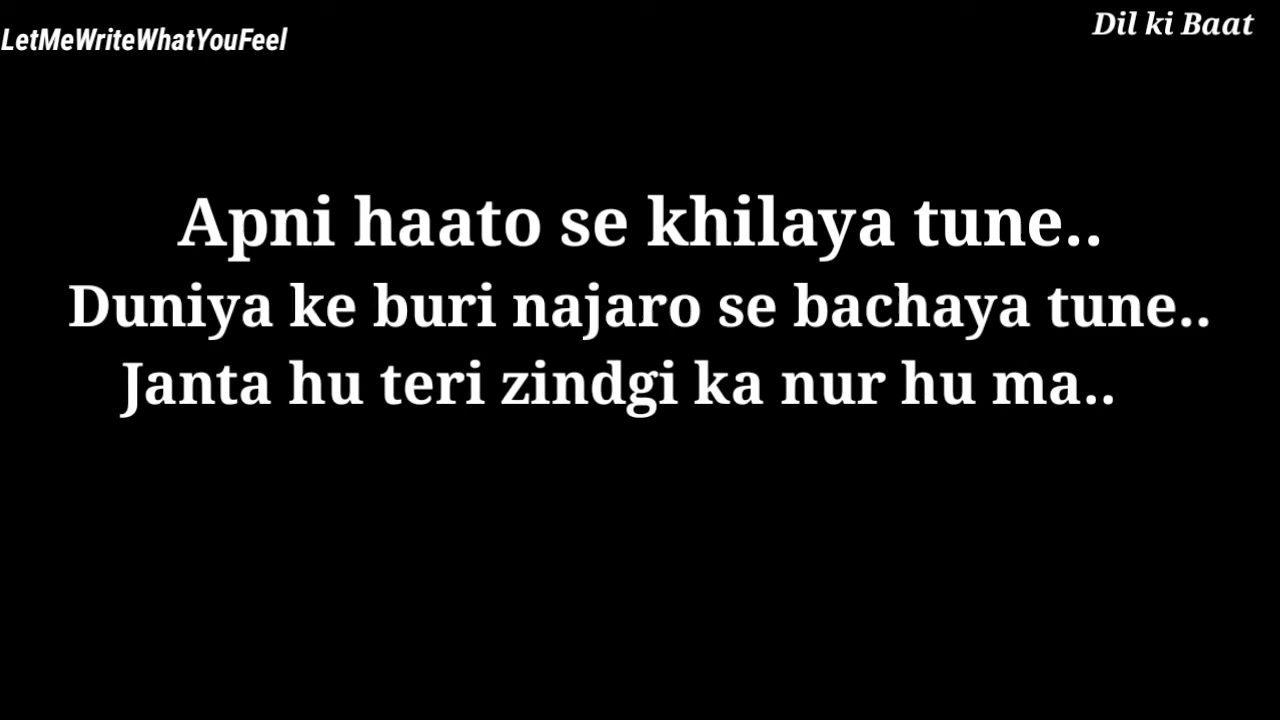 LetMeWriteWhatYouFeel
Dil ki Baat
Apni haato se khilaya tune..
Duniya ke buri najaro se bachaya tune..
Janta hu teri zindgi ka nur hu ma..